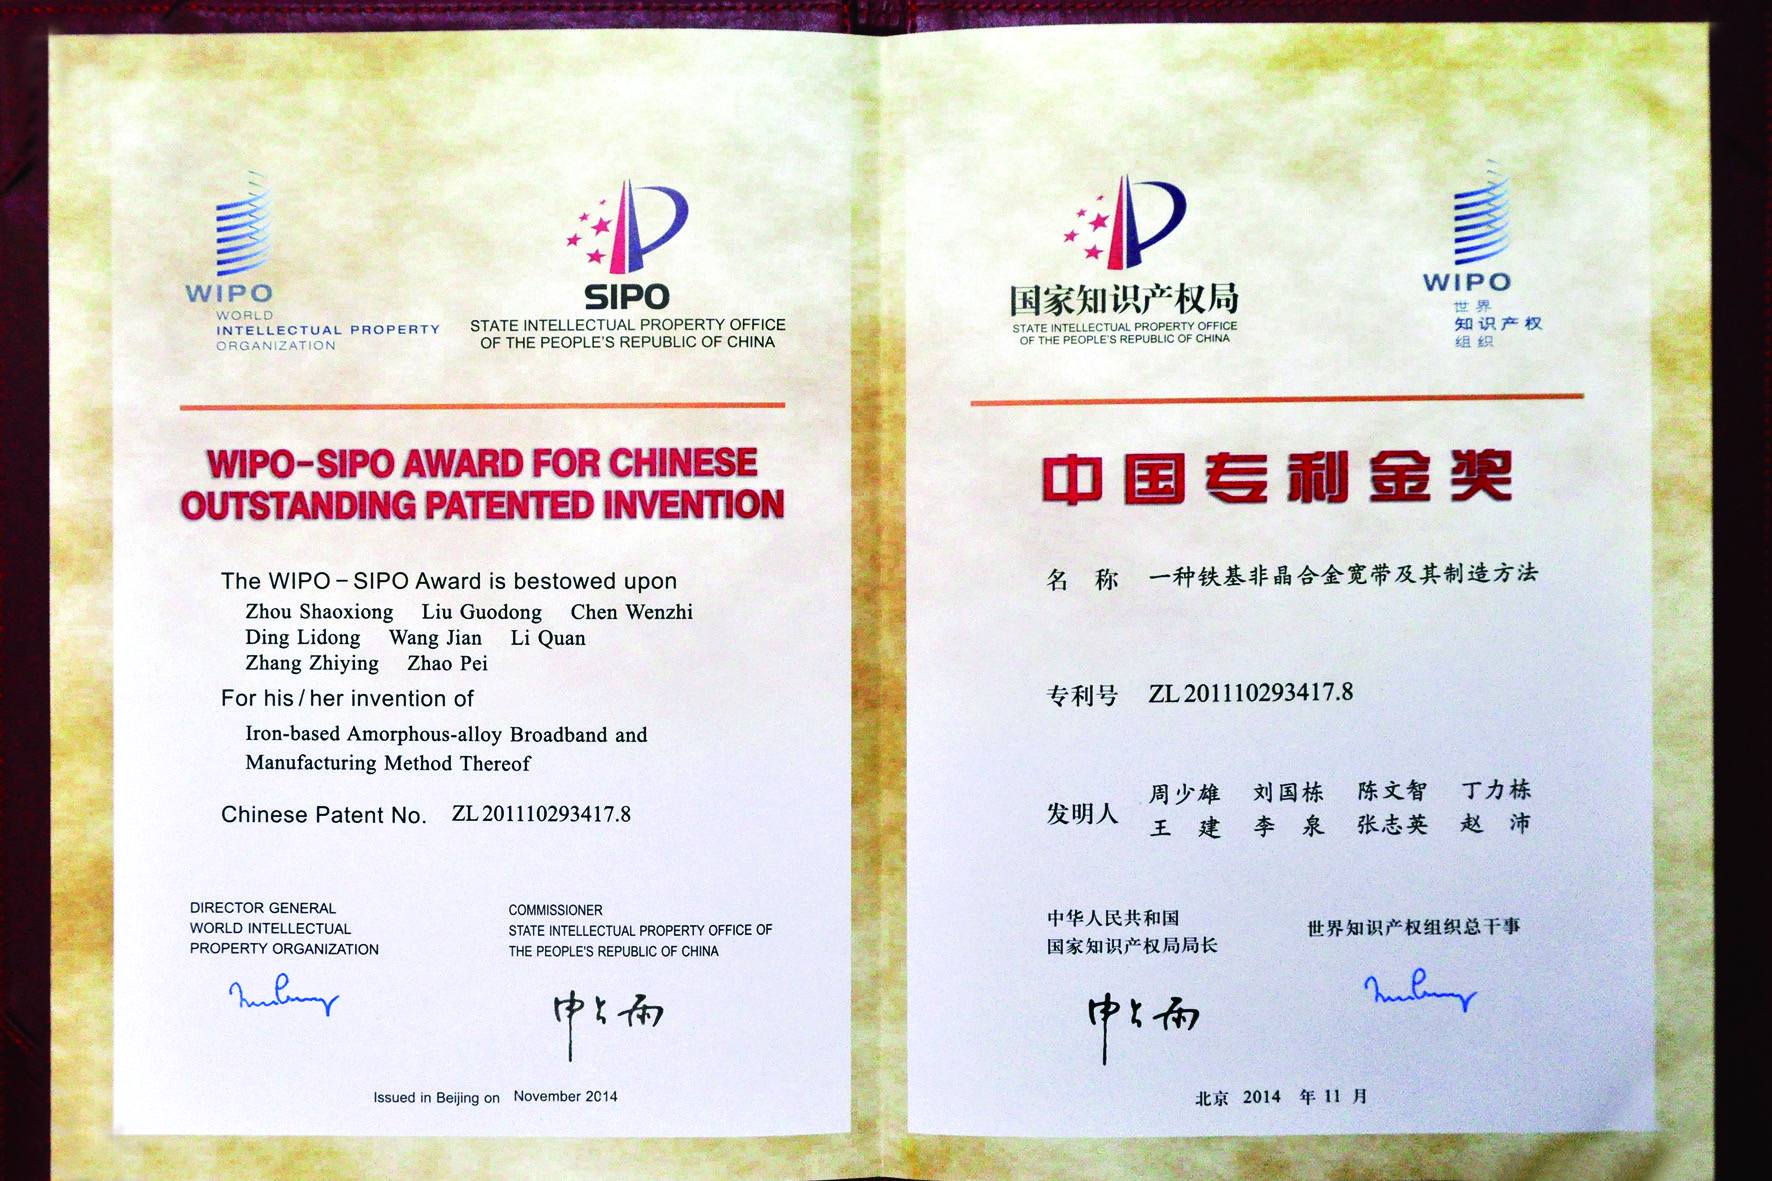 WIPO
WORLD
INTELLECTUAL PROPERTY
ORGANIZATION
SIPO
STATE INTELLECTUAL PROPERTY OFFICE
OF THE PEOPLE'S REPUBLIC OF CHINA
WIPO-SIPO AWARD FOR CHINESE
OUTSTANDING PATENTED INVENTION
The WIPO-SIPO Award is bestowed upon
Zhou Shaoxiong Liu Guodong Chen Wenzhi
Ding Lidong Wang Jian Li Quan
Zhang Zhiying Zhao Pei
For his/her invention of
Iron-based Amorphous-alloy Broadband and
Manufacturing Method Thereof
Chinese Patent No. ZL 201110293417.8
DIRECTOR GENERAL
WORLD INTELLECTUAL
PROPERTY ORGANIZATION
COMMISSIONER
STATE INTELLECTUAL PROPERTY OFFICE OF
THE PEOPLE'S REPUBLIC OF CHINA
申长雨
Issued in Beijing on November 2014
国家知识产权局
STATE INTELLECTUAL PROPERTY OFFICE
OF THE PEOPLE'S REPUBLIC OF CHINA
WIPO
世界
知识产权
组织
中国专利金奖
名 称 一种铁基非晶合金宽带及其制造方法
专利号 ZL 201110293417.8
发明人 周少雄 刘国栋 陈文智 丁力栋
王 建 李 泉 张志英 赵 沛
中华人民共和国
国家知识产权局局长
世界知识产权组织总干事
申长雨
北京 2014 年 11 月